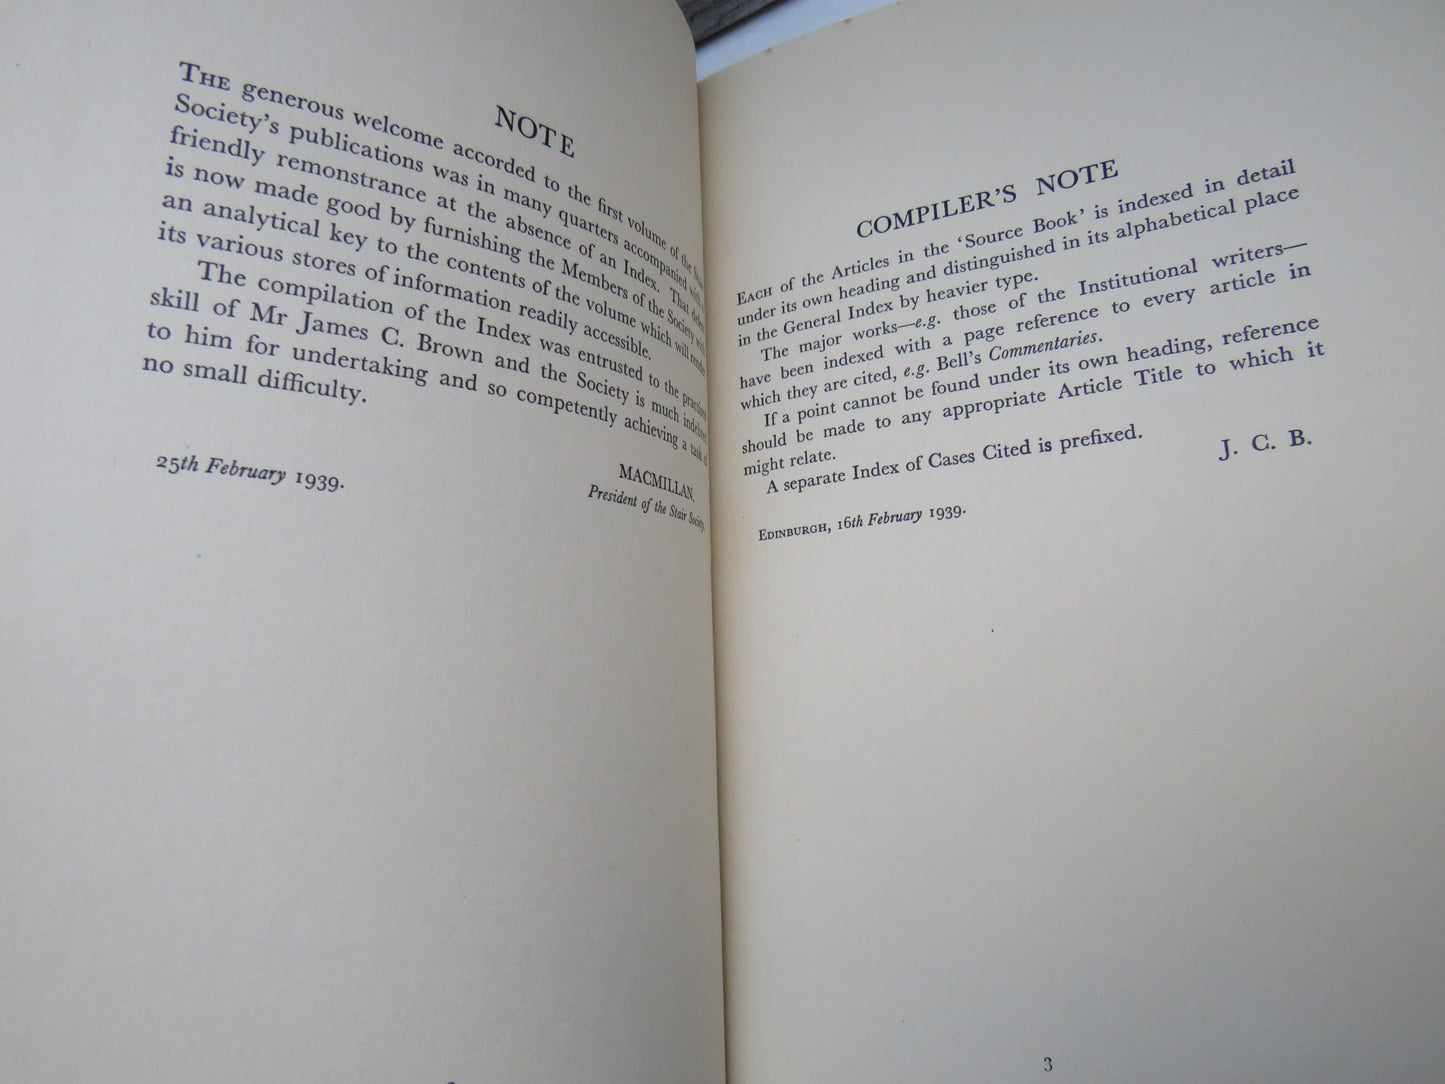 NOTE
THE generous welcome accorded to the first volume of the Stair
Society's publications was in many quarters accompanied with a
friendly remonstrance at the absence of an Index. That defect
is now made good by furnishing the Members of the Society with
an analytical key to the contents of the volume which will render
its various stores of information readily accessible.
The compilation of the Index was entrusted to the practised
skill of Mr James C. Brown and the Society is much indebted
to him for undertaking and so competently achieving a task of
no small difficulty.
MACMILLAN.
President of the Stair Society.
25th February 1939.
COMPILER'S NOTE
EACH of the Articles in the ‘Source Book’ is indexed in detail
under its own heading and distinguished in its alphabetical place
in the General Index by heavier type.
The major works—e.g. those of the Institutional writers—
have been indexed with a page reference to every article in
which they are cited, e.g. Bell's Commentaries.
If a point cannot be found under its own heading, reference
should be made to any appropriate Article Title to which it
might relate.
A separate Index of Cases Cited is prefixed.
J. C. B.
EDINBURGH, 16th February 1939.
3